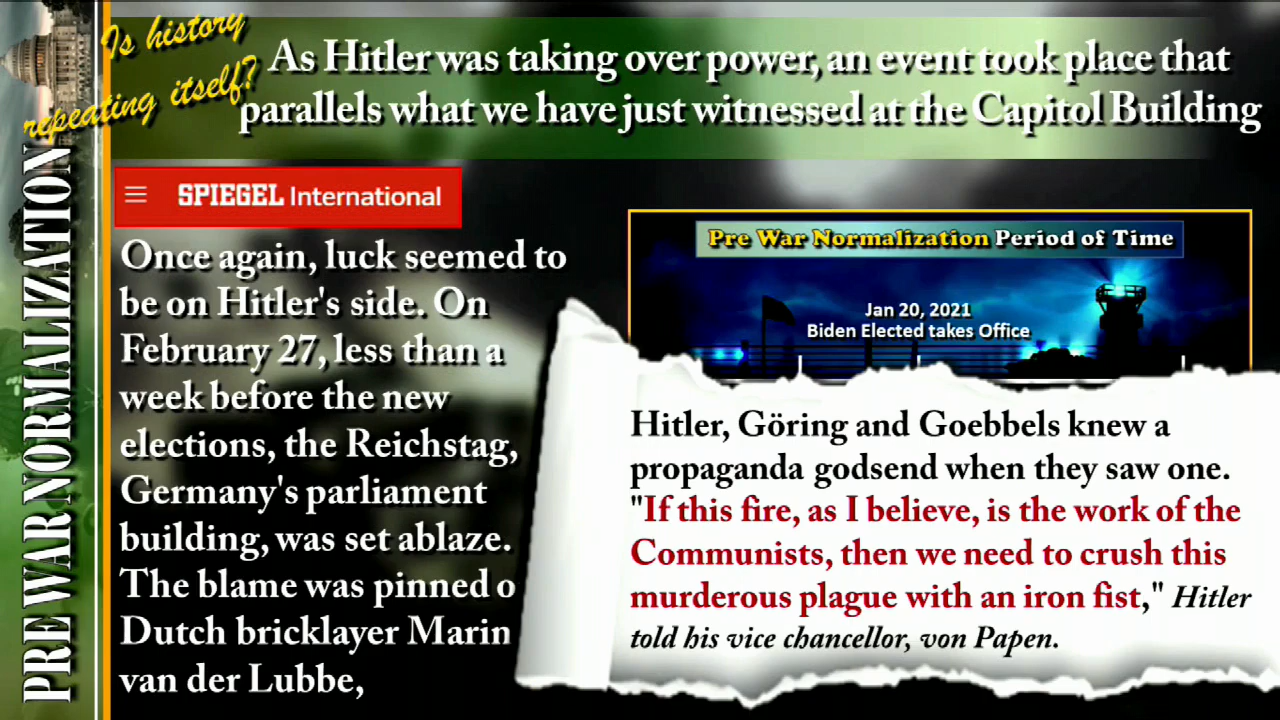 Is history
repeating itself?
As Hitler was taking over power, an event took place that
parallels what we have just witnessed at the Capitol Building
PRE WAR NORMALIZATION
SPIEGEL International
Once again, luck seemed to
be on Hitler's side. On
February 27, less than a
week before the new
elections, the Reichstag,
Germany's parliament
building, was set ablaze.
The blame was pinned o
Dutch bricklayer Marin
van der Lubbe,
Pre War Normalization Period of Time
Jan 20, 2021
Biden Elected takes Office
Hitler, Göring and Goebbels knew a
propaganda godsend when they saw one.
"If this fire, as I believe, is the work of the
Communists, then we need to crush this
murderous plague with an iron fist," Hitler
told his vice chancellor, von Papen.